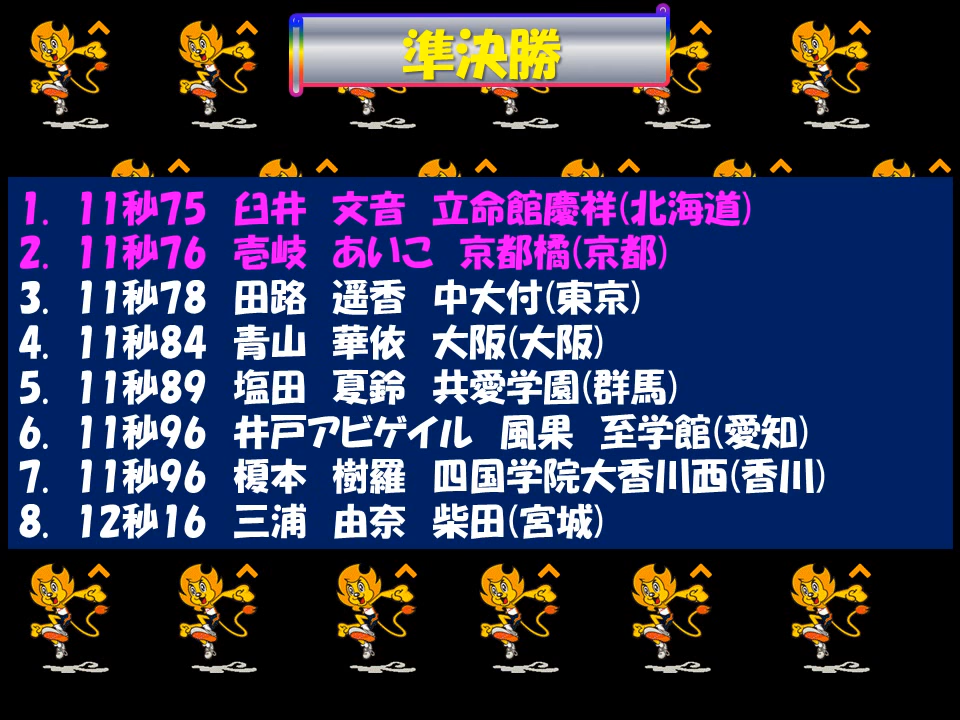 準決勝
1. 11秒75 臼井 文音 立命館慶祥(北海道)
2. 11秒76 壱岐 あいこ 京都橘(京都)
3. 11秒78 田路 遥香 中大付(東京)
4. 11秒84 青山 華依 大阪(大阪)
5. 11秒89 塩田 夏鈴 共愛学園(群馬)
6. 11秒96 井戸アビゲイル 風果 至学館(愛知)
7. 11秒96 榎本 樹羅 四国学院大香川西(香川)
8. 12秒16 三浦 由奈 柴田(宮城)